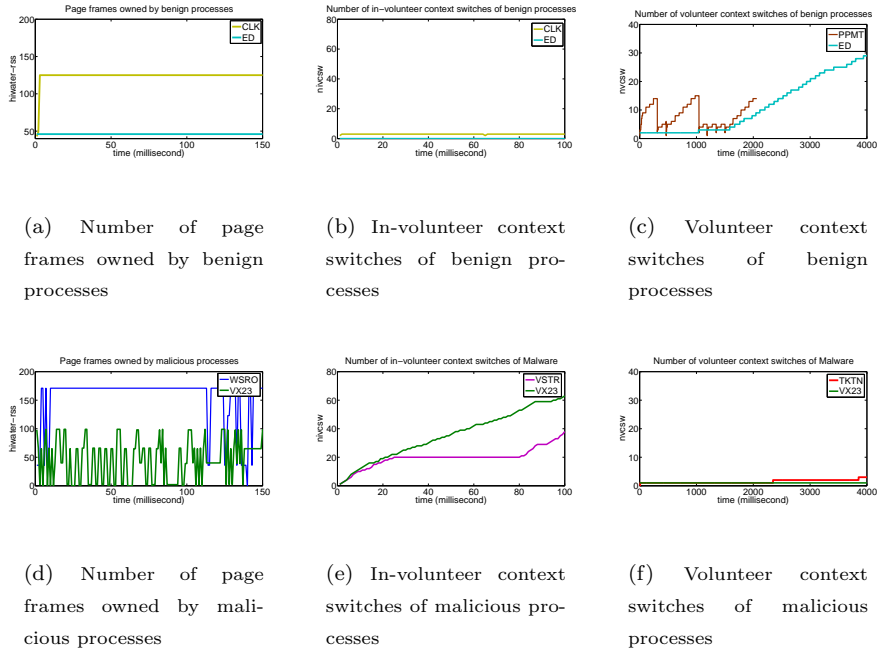 Page frames owned by benign processes
200
150
100
50
hiwater−rss
CLK
ED
0 50 100 150
time (millisecond)
Number of in−volunteer context switches of benign processes
80
60
40
20
0
nivcsw
CLK
ED
0 20 40 60 80 100
time (millisecond)
Number of volunteer context switches of benign processes
40
30
20
10
0
nvcsw
PPMT
ED
0 1000 2000 3000 4000
time (millisecond)
(a) Number of page
frames owned by benign
processes
(b) In-volunteer context
switches of benign pro-
cesses
(c) Volunteer context
switches of benign
processes
Page frames owned by malicious processes
200
150
100
50
0
hiwater−rss
WSRO
VX23
0 50 100 150
time (millisecond)
Number of in−volunteer context switches of Malware
80
60
40
20
0
nivcsw
VSTR
VX23
0 20 40 60 80 100
time (millisecond)
Number of volunteer context switches of Malware
40
30
20
10
0
nvcsw
TKTN
VX23
0 1000 2000 3000 4000
time (millisecond)
(d) Number of page
frames owned by mali-
cious processes
(e) In-volunteer context
switches of malicious pro-
cesses
(f) Volunteer context
switches of malicious
processes